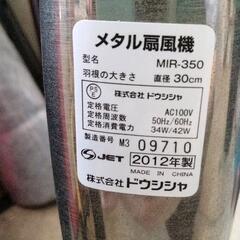 メタル扇風機
型名 MIR-350
羽根の大きさ 直径 30cm
PS E 株式会社 ドウシシャ
定格電圧 AC100V
定格周波数 50Hz/60Hz
定格消費電力 34W/42W
製造番号 M3 09710
S JET 2012年製
MADE IN CHINA
株式会社 ドウシシャ